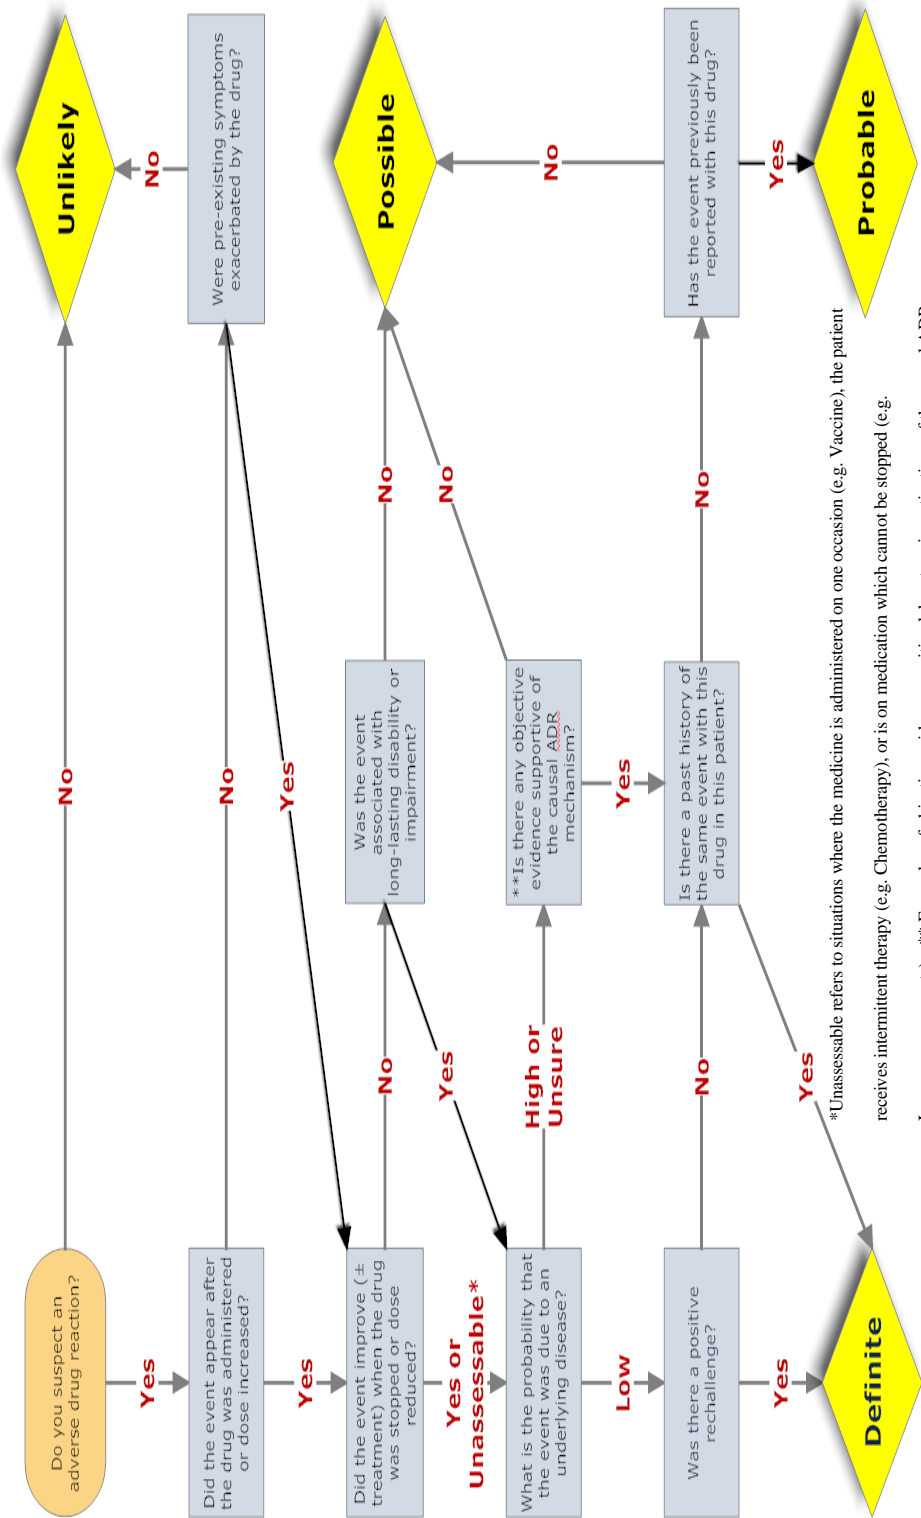 Do you suspect an
adverse drug reaction?
No
Unlikely
Yes
No
Did the event appear after
the drug was administered
or dose increased?
No
Were pre-existing symptoms
exacerbated by the drug?
Yes
Yes
Did the event improve (±
treatment) when the drug
was stopped or dose
reduced?
No
Was the event
associated with
long-lasting disability or
impairment?
No
Possible
Yes or
Unassessable*
Yes
No
What is the probability that
the event was due to an
underlying disease?
High or
Unsure
**Is there any objective
evidence supportive of
the causal ADR
mechanism?
No
Low
Yes
Was there a positive
rechallenge?
No
Is there a past history of
the same event with this
drug in this patient?
No
Has the event previously been
reported with this drug?
Yes
Yes
Yes
Definite
Probable
*Unassessable refers to situations where the medicine is administered on one occasion (e.g. Vaccine), the patient
receives intermittent therapy (e.g. Chemotherapy), or is on medication which cannot be stopped (e.g.